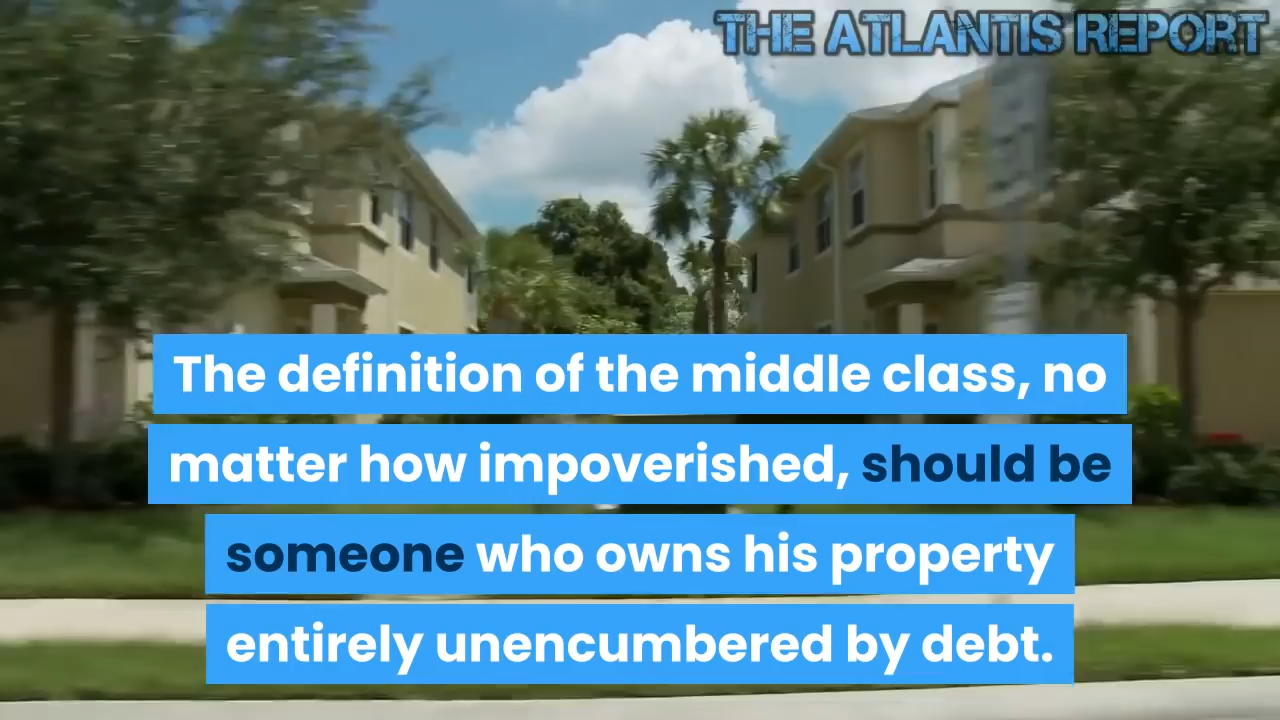 THE ATLANTIS REPORT
The definition of the middle class, no
matter how impoverished, should be
someone who owns his property
entirely unencumbered by debt.